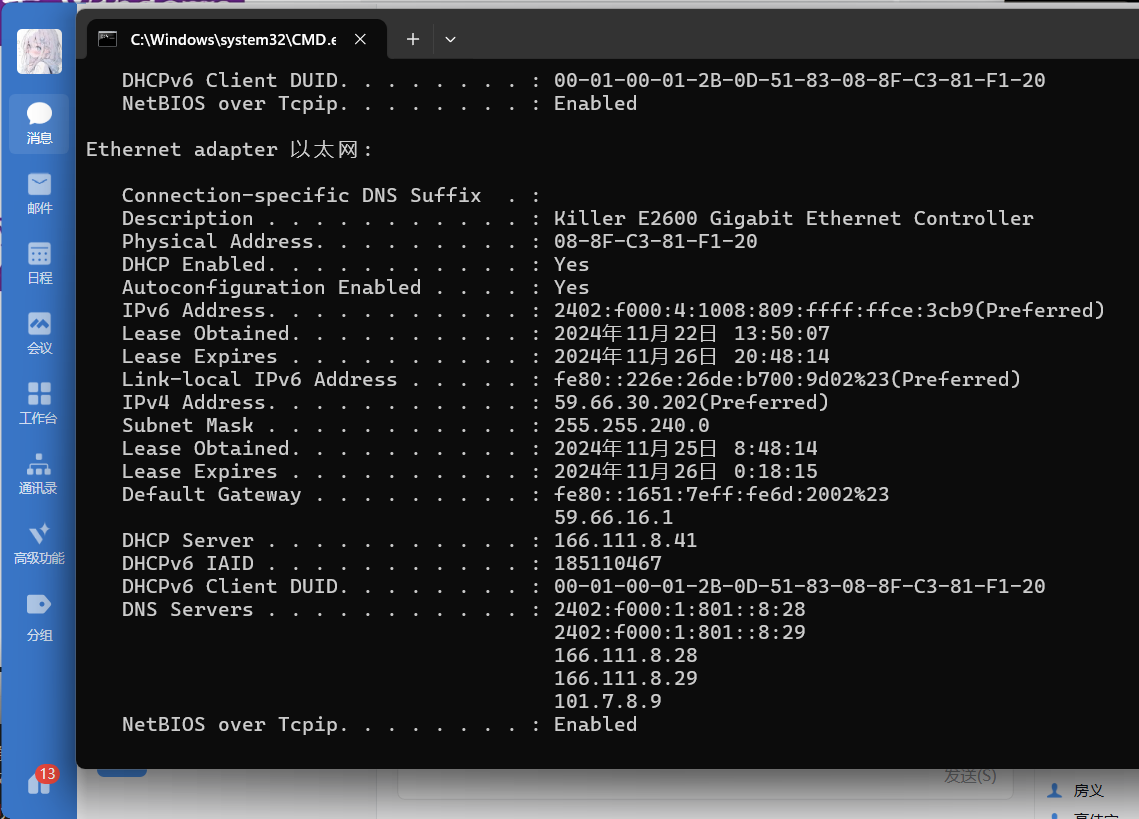 C:\Windows\system32\CMD.e
消息
邮件
日程
会议
工作台
通讯录
高级功能
分组
13
DHCPv6 Client DUID. . . . . . . . : 00-01-00-01-2B-0D-51-83-08-8F-C3-81-F1-20
NetBIOS over Tcpip. . . . . . . . : Enabled
Ethernet adapter 以太网:
Connection-specific DNS Suffix  . :
Description . . . . . . . . . . . : Killer E2600 Gigabit Ethernet Controller
Physical Address. . . . . . . . . : 08-8F-C3-81-F1-20
DHCP Enabled. . . . . . . . . . . : Yes
Autoconfiguration Enabled . . . . : Yes
IPv6 Address. . . . . . . . . . . : 2402:f000:4:1008:809:ffff:ffce:3cb9(Preferred)
Lease Obtained. . . . . . . . . . : 2024年11月22日 13:50:07
Lease Expires . . . . . . . . . . : 2024年11月26日 20:48:14
Link-local IPv6 Address . . . . . : fe80::226e:26de:b700:9d02%23(Preferred)
IPv4 Address. . . . . . . . . . . : 59.66.30.202(Preferred)
Subnet Mask . . . . . . . . . . . : 255.255.240.0
Lease Obtained. . . . . . . . . . : 2024年11月25日 8:48:14
Lease Expires . . . . . . . . . . : 2024年11月26日 0:18:15
Default Gateway . . . . . . . . . : fe80::1651:7eff:fe6d:2002%23
59.66.16.1
DHCP Server . . . . . . . . . . . : 166.111.8.41
DHCPv6 IAID . . . . . . . . . . . : 185110467
DHCPv6 Client DUID. . . . . . . . : 00-01-00-01-2B-0D-51-83-08-8F-C3-81-F1-20
DNS Servers . . . . . . . . . . . : 2402:f000:1:801::8:28
2402:f000:1:801::8:29
166.111.8.28
166.111.8.29
101.7.8.9
NetBIOS over Tcpip. . . . . . . . : Enabled
发送(S)
房义